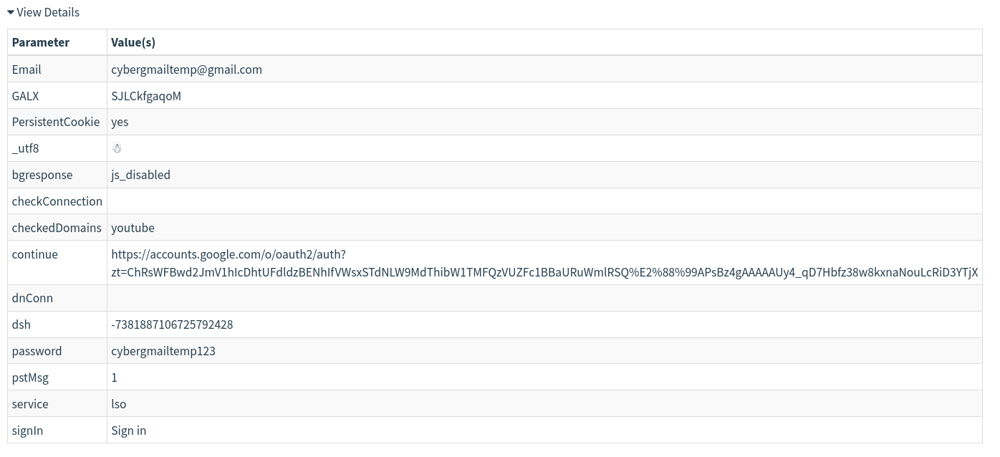 View Details
Parameter Value(s)
Email cybergmailtemp@gmail.com
GALX SJLCkfgaqoM
PersistentCookie yes
_utf8 ☃
bgresponse js_disabled
checkConnection
checkedDomains youtube
continue https://accounts.google.com/o/oauth2/auth?
zt=ChRsWFBwd2JmV1hIcDhtUFdldzBENhIfVWsxSTdNLW9MdThibW1TMFQzVUZFc1BBaURuWmlRSQ%E2%88%99APsBz4gAAAAAUy4_qD7Hbfz38w8kxnaNouLcRiD3YTjX
dnConn
dsh -7381887106725792428
password cybergmailtemp123
pstMsg 1
service lso
signIn Sign in